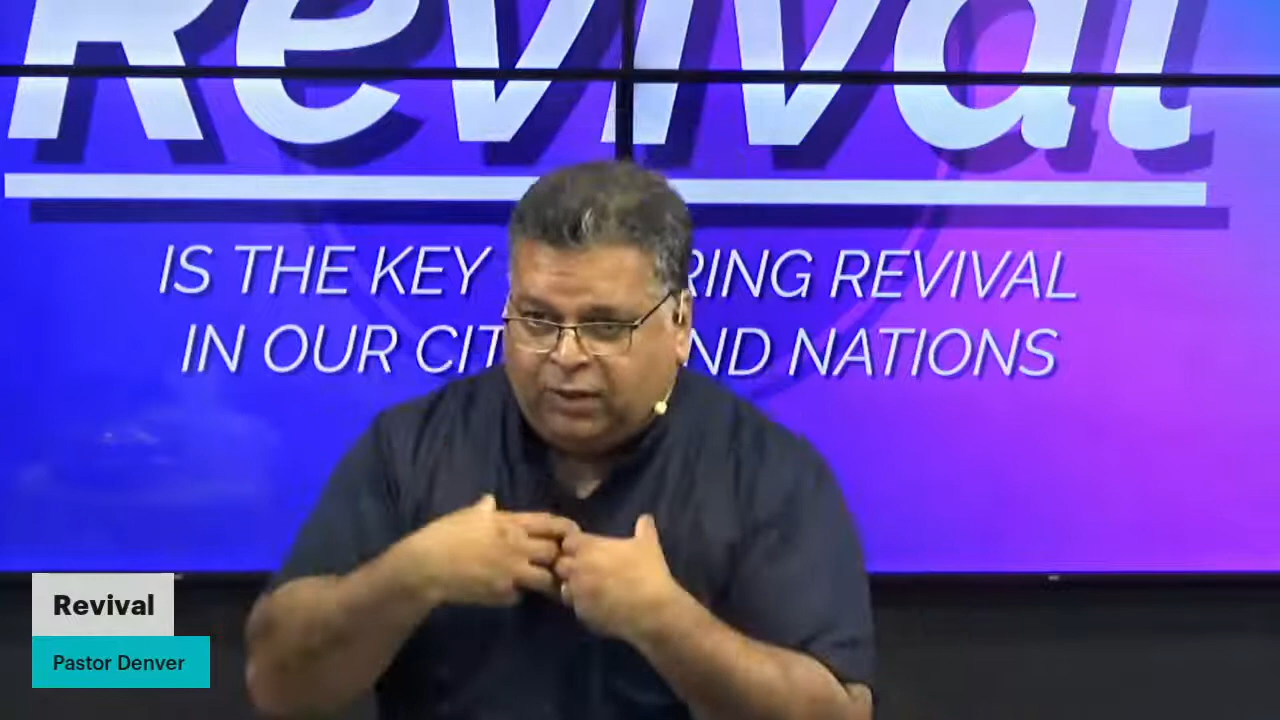 Revival
IS THE KEY RING REVIVAL
IN OUR CIT ND NATIONS
Revival
Pastor Denver